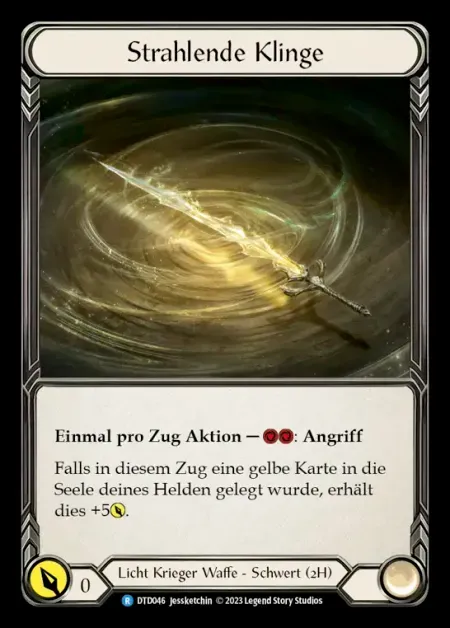 Strahlende Klinge
Einmal pro Zug Aktion — : Angriff
Falls in diesem Zug eine gelbe Karte in die
Seele deines Helden gelegt wurde, erhält
dies +5.
0
Licht Krieger Waffe - Schwert (2H)
R DTD046 Jessketchin © 2023 Legend Story Studios